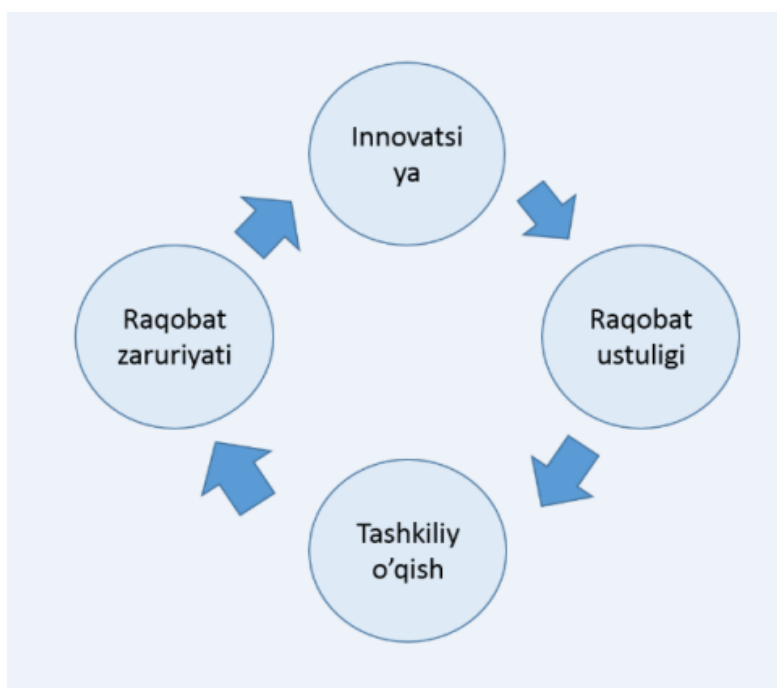 Innovatsi
ya
Raqobat
ustuligi
Tashkiliy
o'qish
Raqobat
zaruriyati